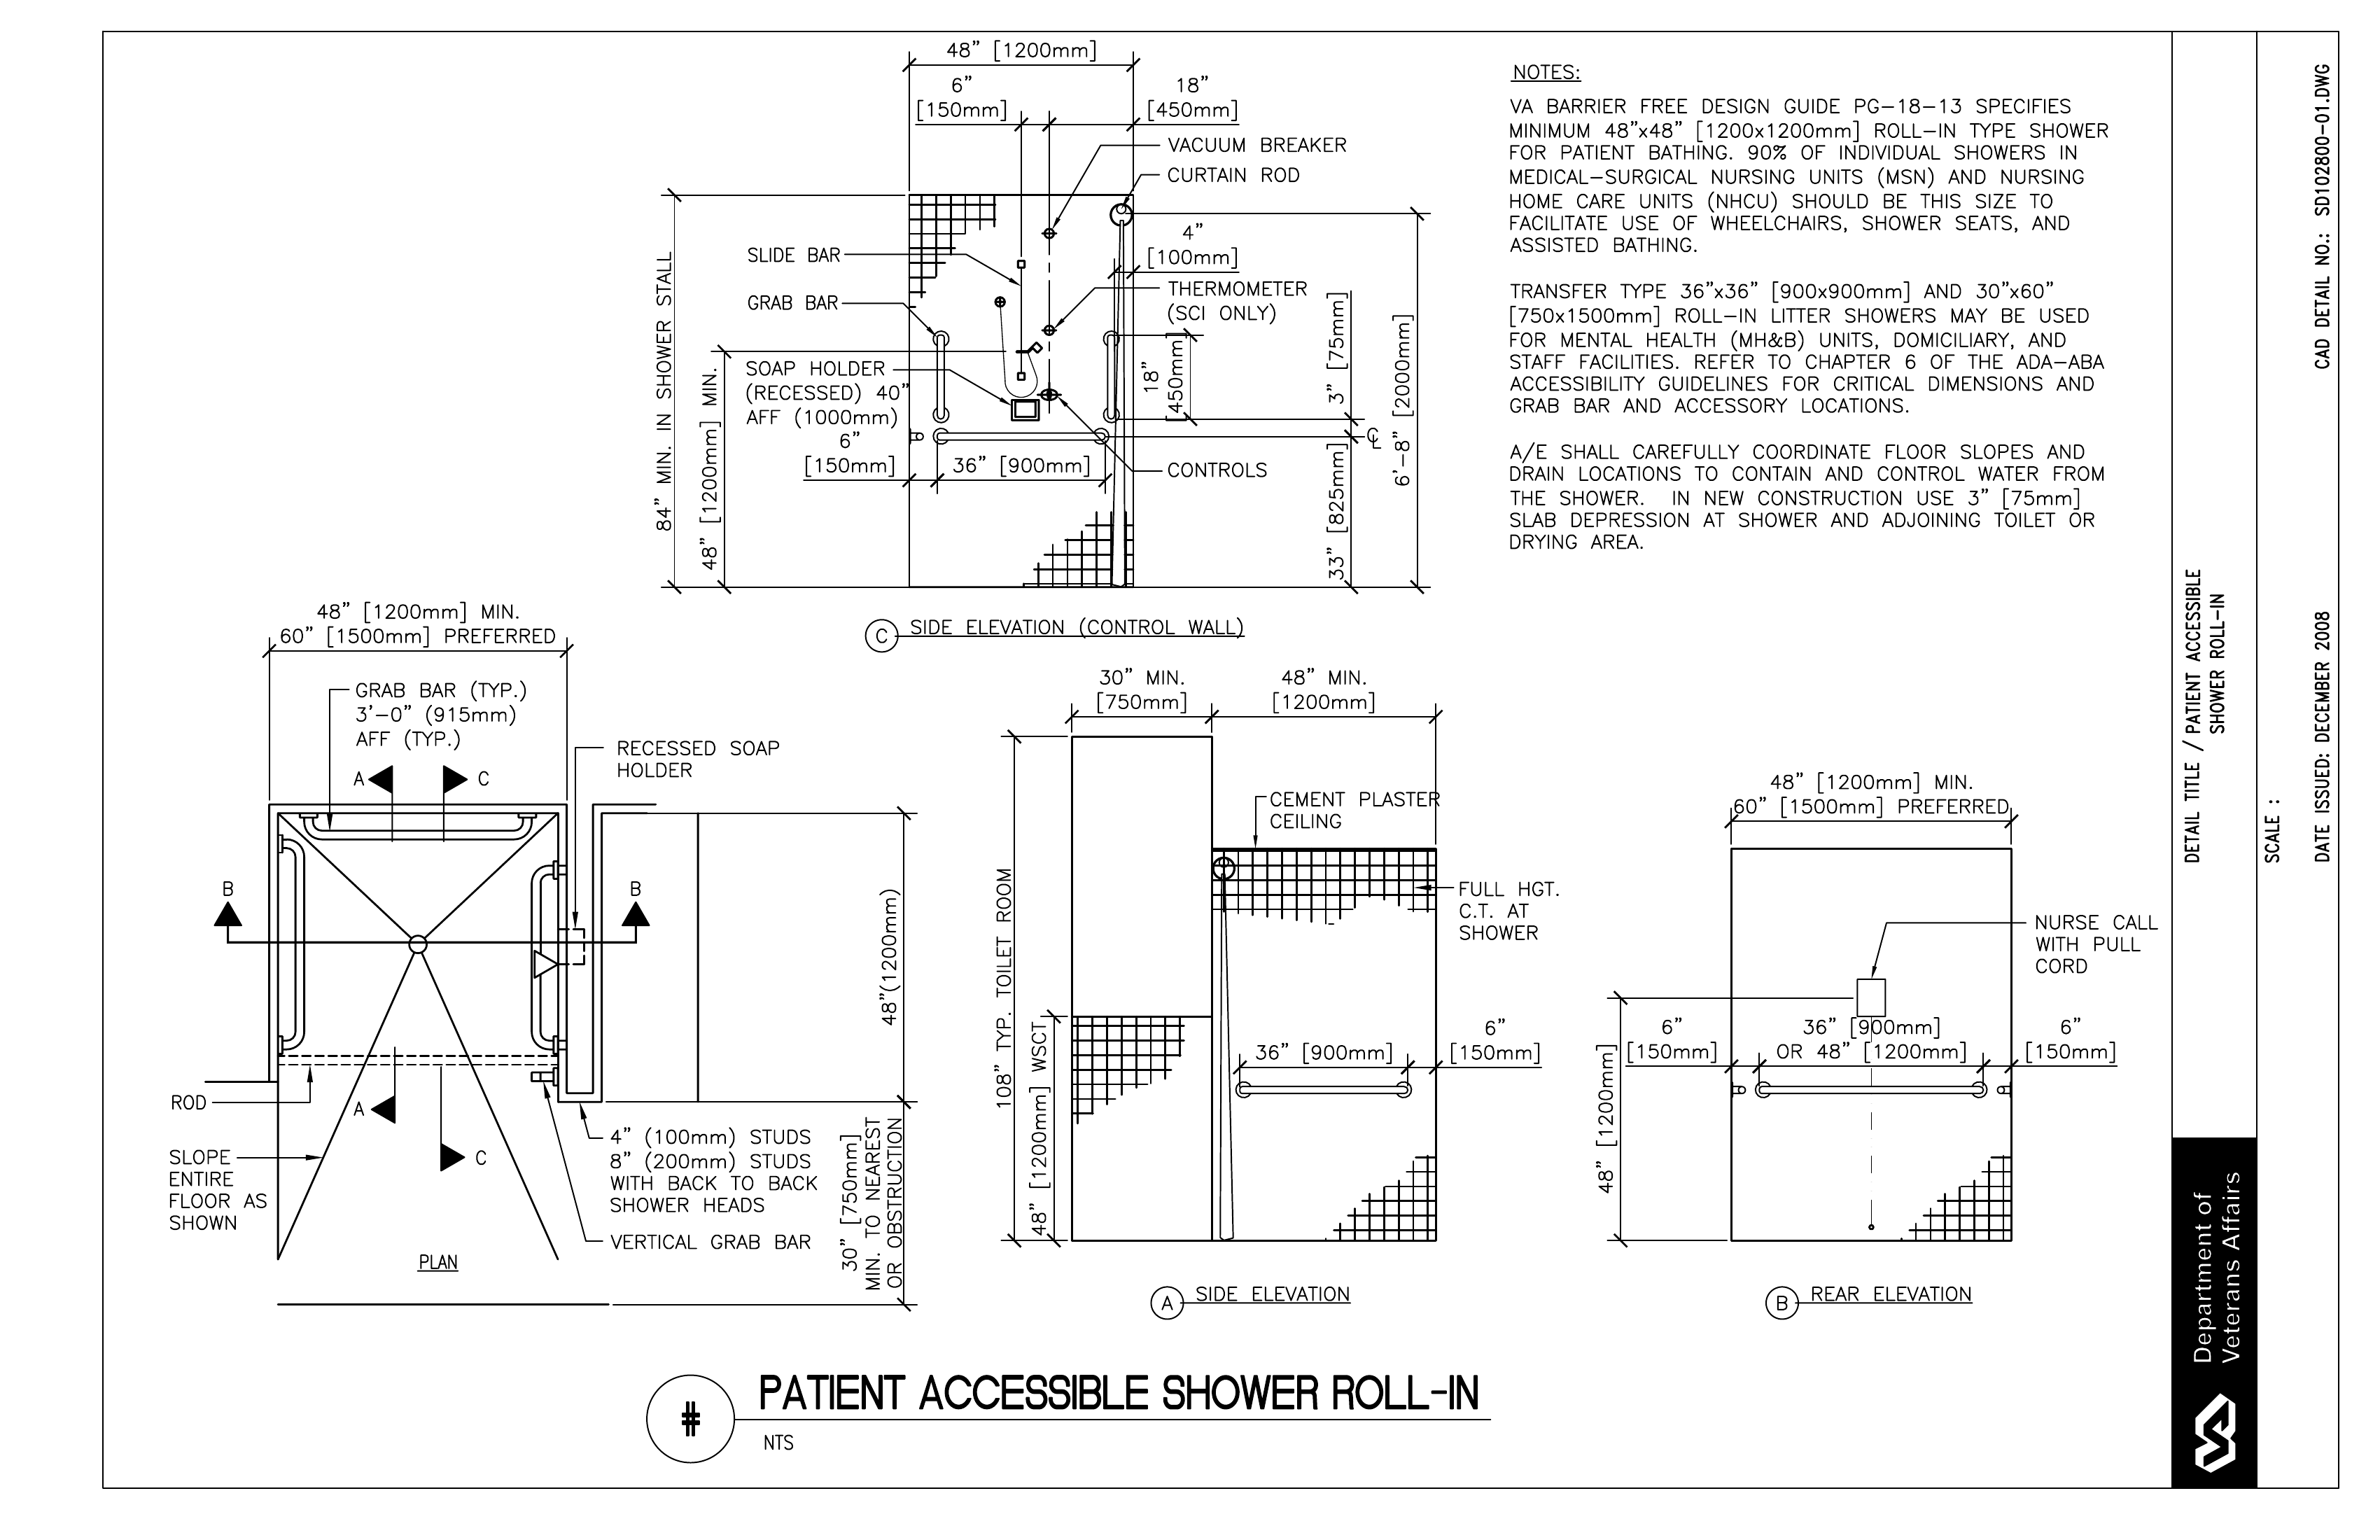 48” [1200mm]
6”
[150mm]
18”
[450mm]
VACUUM BREAKER
CURTAIN ROD
4”
[100mm]
SLIDE BAR
GRAB BAR
THERMOMETER
(SCI ONLY)
SOAP HOLDER
(RECESSED) 40”
AFF (1000mm)
6”
[150mm]
36” [900mm]
CONTROLS
84” MIN. IN SHOWER STALL
48” [1200mm] MIN.
18”
[450mm]
3” [75mm]
33” [825mm]
6’-8” [2000mm]
CL
C
SIDE ELEVATION (CONTROL WALL)
NOTES:
VA BARRIER FREE DESIGN GUIDE PG-18-13 SPECIFIES
MINIMUM 48”x48” [1200x1200mm] ROLL-IN TYPE SHOWER
FOR PATIENT BATHING. 90% OF INDIVIDUAL SHOWERS IN
MEDICAL-SURGICAL NURSING UNITS (MSN) AND NURSING
HOME CARE UNITS (NHCU) SHOULD BE THIS SIZE TO
FACILITATE USE OF WHEELCHAIRS, SHOWER SEATS, AND
ASSISTED BATHING.
TRANSFER TYPE 36”x36” [900x900mm] AND 30”x60”
[750x1500mm] ROLL-IN LITTER SHOWERS MAY BE USED
FOR MENTAL HEALTH (MH&B) UNITS, DOMICILIARY, AND
STAFF FACILITIES. REFER TO CHAPTER 6 OF THE ADA-ABA
ACCESSIBILITY GUIDELINES FOR CRITICAL DIMENSIONS AND
GRAB BAR AND ACCESSORY LOCATIONS.
A/E SHALL CAREFULLY COORDINATE FLOOR SLOPES AND
DRAIN LOCATIONS TO CONTAIN AND CONTROL WATER FROM
THE SHOWER. IN NEW CONSTRUCTION USE 3” [75mm]
SLAB DEPRESSION AT SHOWER AND ADJOINING TOILET OR
DRYING AREA.
48” [1200mm] MIN.
60” [1500mm] PREFERRED
GRAB BAR (TYP.)
3’-0” (915mm)
AFF (TYP.)
RECESSED SOAP
HOLDER
A
C
B
B
48”(1200mm)
ROD
A
C
SLOPE
ENTIRE
FLOOR AS
SHOWN
4” (100mm) STUDS
8” (200mm) STUDS
WITH BACK TO BACK
SHOWER HEADS
VERTICAL GRAB BAR
30” [750mm]
MIN. TO NEAREST
OR OBSTRUCTION
PLAN
30” MIN.
[750mm]
48” MIN.
[1200mm]
CEMENT PLASTER
CEILING
FULL HGT.
C.T. AT
SHOWER
108” TYP. TOILET ROOM
48” [1200mm] WSCT
36” [900mm]
6”
[150mm]
A
SIDE ELEVATION
48” [1200mm] MIN.
60” [1500mm] PREFERRED
NURSE CALL
WITH PULL
CORD
6”
[150mm]
36” [900mm]
OR 48” [1200mm]
6”
[150mm]
48” [1200mm]
B
REAR ELEVATION
#
PATIENT ACCESSIBLE SHOWER ROLL-IN
NTS
DETAIL TITLE / PATIENT ACCESSIBLE
SHOWER ROLL-IN
SCALE :
DATE ISSUED: DECEMBER 2008
CAD DETAIL NO.: SD102800-01.DWG
Department of
Veterans Affairs